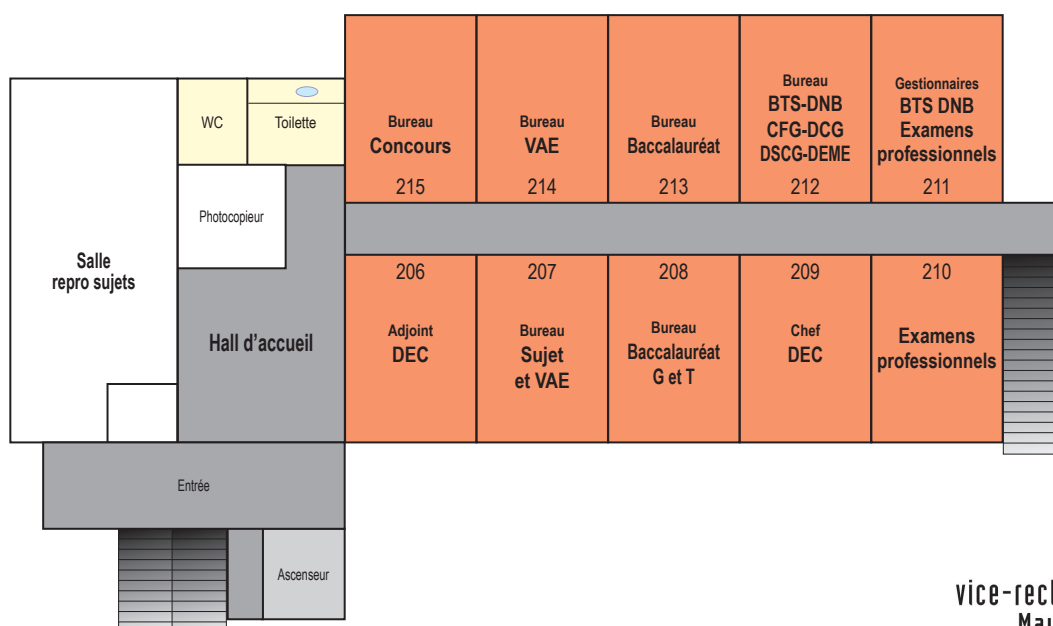 WC
Toilette
Bureau
Concours
215
Bureau
VAE
214
Bureau
Baccalauréat
213
Bureau
BTS-DNB
CFG-DCG
DSCG-DEME
212
Gestionnaires
BTS DNB
Examens
professionnels
211
Photocopieur
Salle
repro sujets
Hall d'accueil
206
Adjoint
DEC
207
Bureau
Sujet
et VAE
208
Bureau
Baccalauréat
G et T
209
Chef
DEC
210
Examens
professionnels
Entrée
Ascenseur